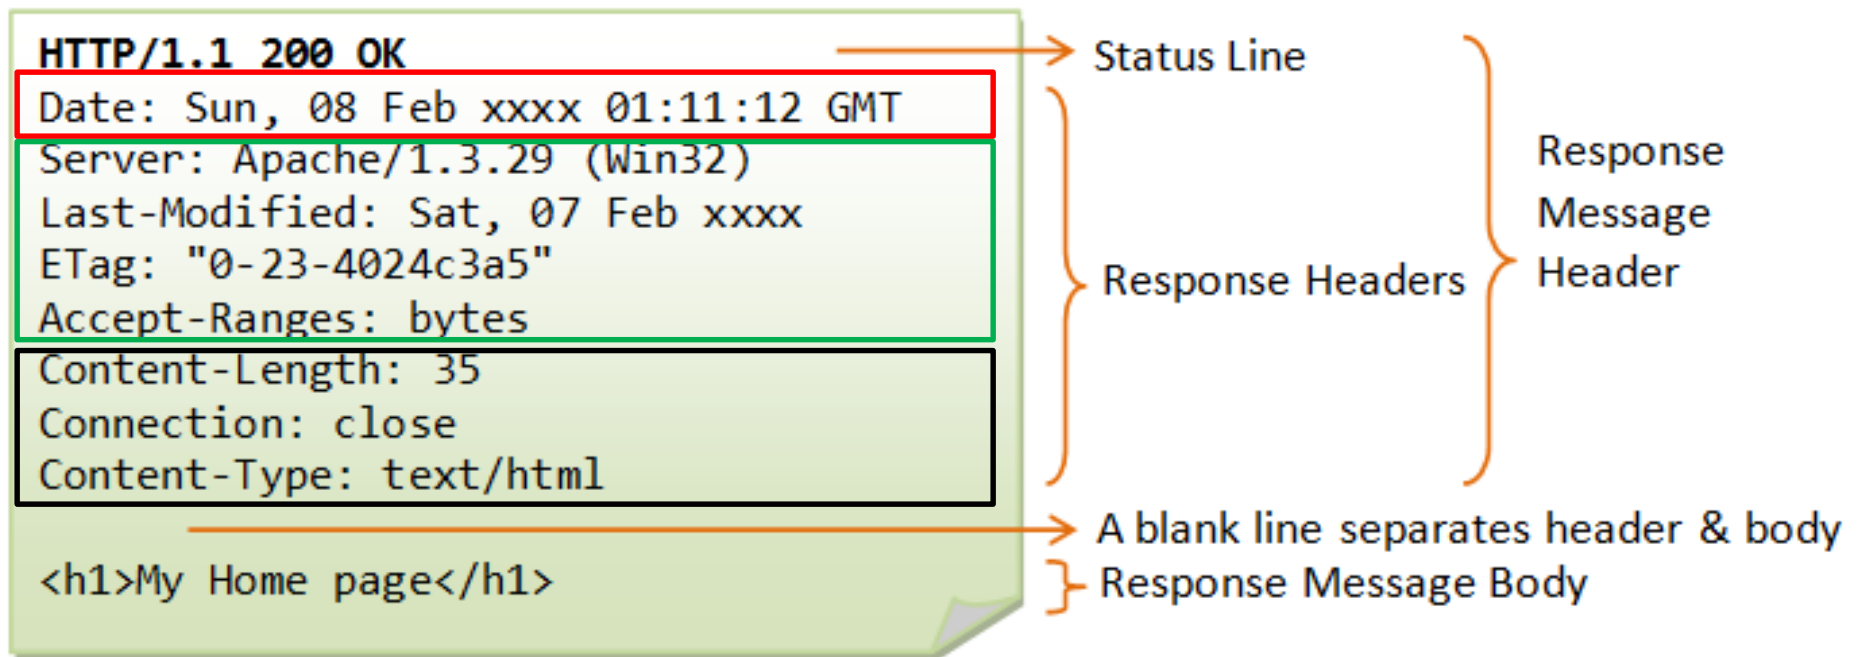 HTTP/1.1 200 OK
Date: Sun, 08 Feb xxxx 01:11:12 GMT
Server: Apache/1.3.29 (Win32)
Last-Modified: Sat, 07 Feb xxxx
ETag: "0-23-4024c3a5"
Accept-Ranges: bytes
Content-Length: 35
Connection: close
Content-Type: text/html
<h1>My Home page</h1>
Status Line
Response Headers
Response
Message
Header
A blank line separates header & body
Response Message Body